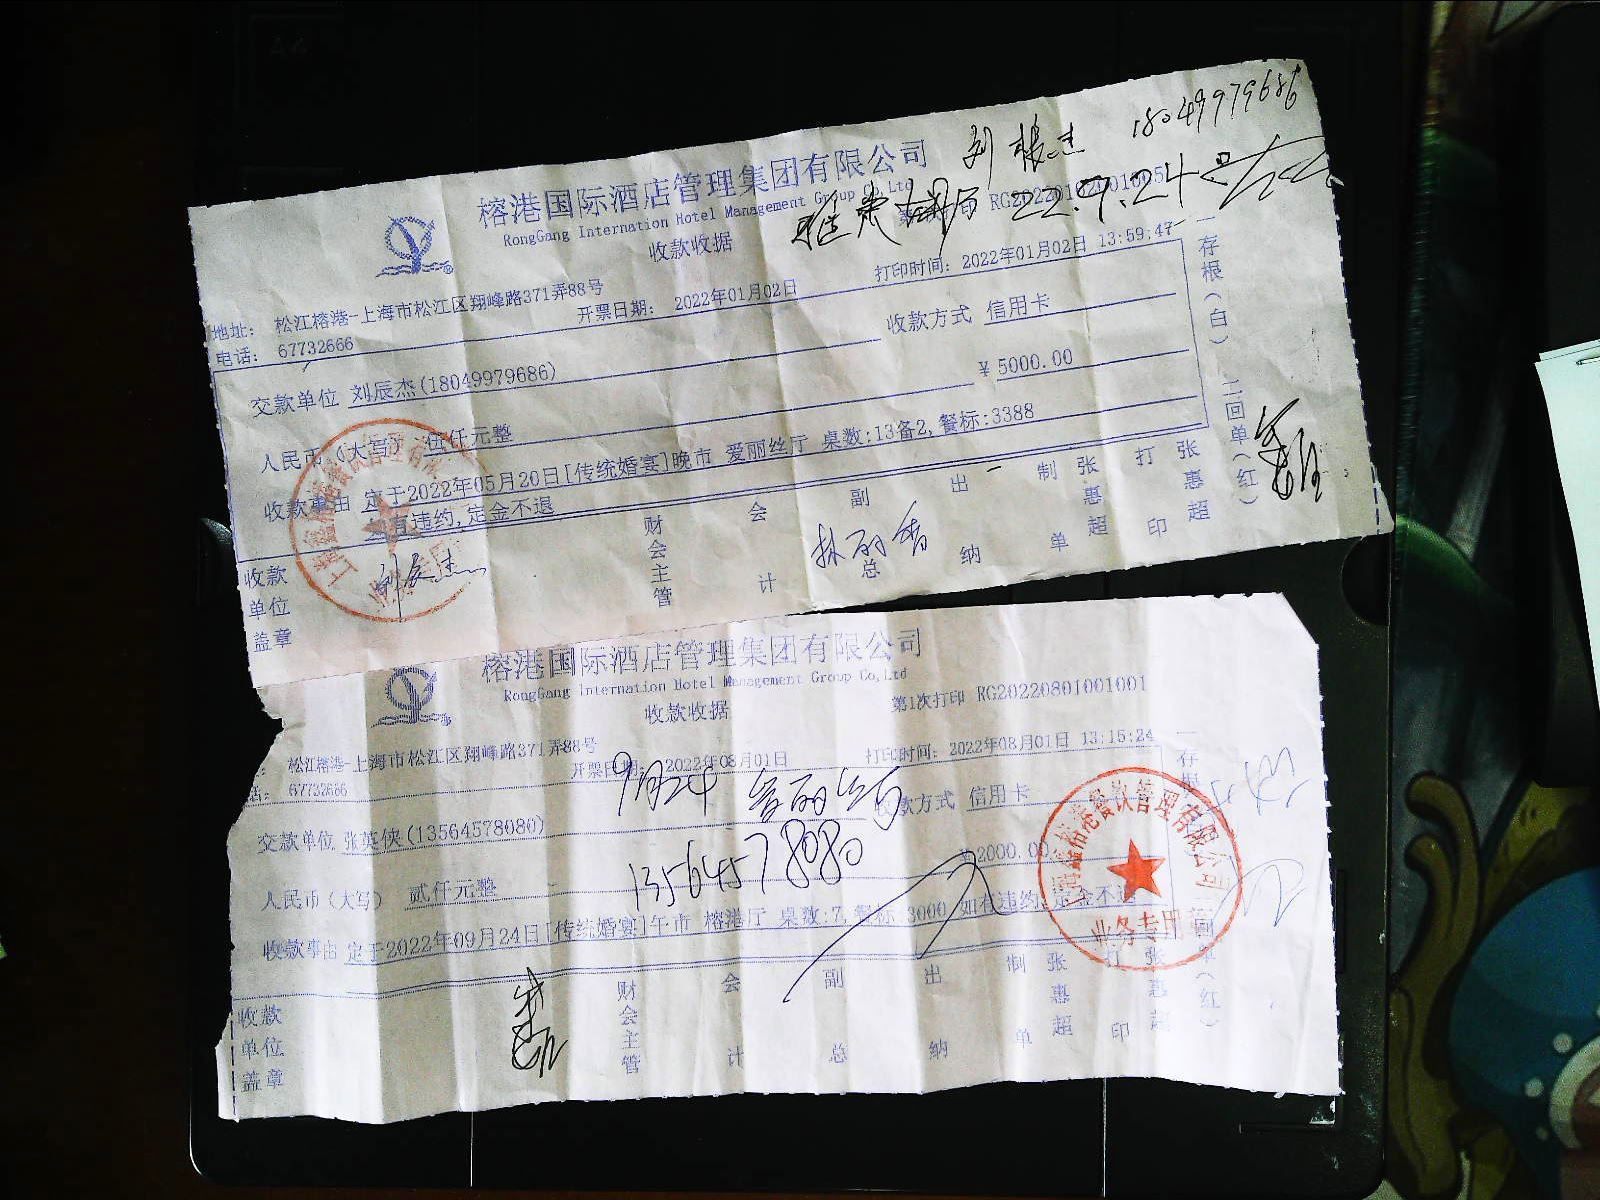 榕港国际酒店管理集团有限公司
刘 18049979686
RongGang Internation Hotel Management Group Co,Ltd
收款收据
22.9.24
地址: 松江榕港-上海市松江区翔峰路371弄88号
开票日期: 2022年01月02日
打印时间: 2022年01月02日 13:59:47
电话: 67732666
收款方式 信用卡
交款单位 刘辰杰(18049979686)
¥ 5000.00
人民币(大写) 伍仟元整
收款事由 定于2022年05月20日[传统婚宴]晚市 爱丽丝厅 桌数:13备2,餐标:3388
如有违约,定金不退
收款单位盖章
刘辰杰
财会主管
会计
副总
林丽香
出纳
制单 张惠超
打印 张惠超
一存根(白) 二回单(红)
榕港国际酒店管理集团有限公司
RongGang Internation Hotel Management Group Co,Ltd
收款收据
第1次打印 RG20220801001001
松江榕港-上海市松江区翔峰路371弄88号
开票日期: 2022年08月01日
打印时间: 2022年08月01日 13:15:24
话: 67732666
9月24 爱丽丝
收款方式 信用卡
交款单位 张英侠(13564578080)
13564578080
¥2000.00
人民币(大写) 贰仟元整
收款事由 定于2022年09月24日[传统婚宴]午市 榕港厅 桌数:7,餐标:3000 如有违约,定金不退
业务专用章
收款单位盖章
财会主管
会计
副总
出纳
制单 张惠超
打印 张惠超
一存根 回单(红)